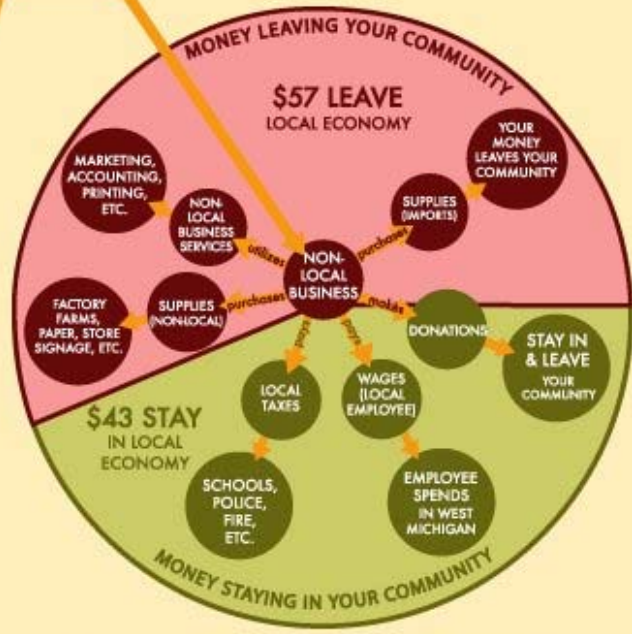 MONEY LEAVING YOUR COMMUNITY
$57 LEAVE
LOCAL ECONOMY
MARKETING,
ACCOUNTING,
PRINTING,
ETC.
NON-
LOCAL
BUSINESS
SERVICES
utilizes
YOUR
MONEY
LEAVES YOUR
COMMUNITY
SUPPLIES
(IMPORTS)
purchases
NON-
LOCAL
BUSINESS
FACTORY
FARMS,
PAPER, STORE
SIGNAGE, ETC.
SUPPLIES
(NON-LOCAL)
purchases
makes
DONATIONS
STAY IN
& LEAVE
YOUR
COMMUNITY
pays
pays
$43 STAY
IN LOCAL
ECONOMY
LOCAL
TAXES
WAGES
(LOCAL
EMPLOYEE)
SCHOOLS,
POLICE,
FIRE,
ETC.
EMPLOYEE
SPENDS
IN WEST
MICHIGAN
MONEY STAYING IN YOUR COMMUNITY